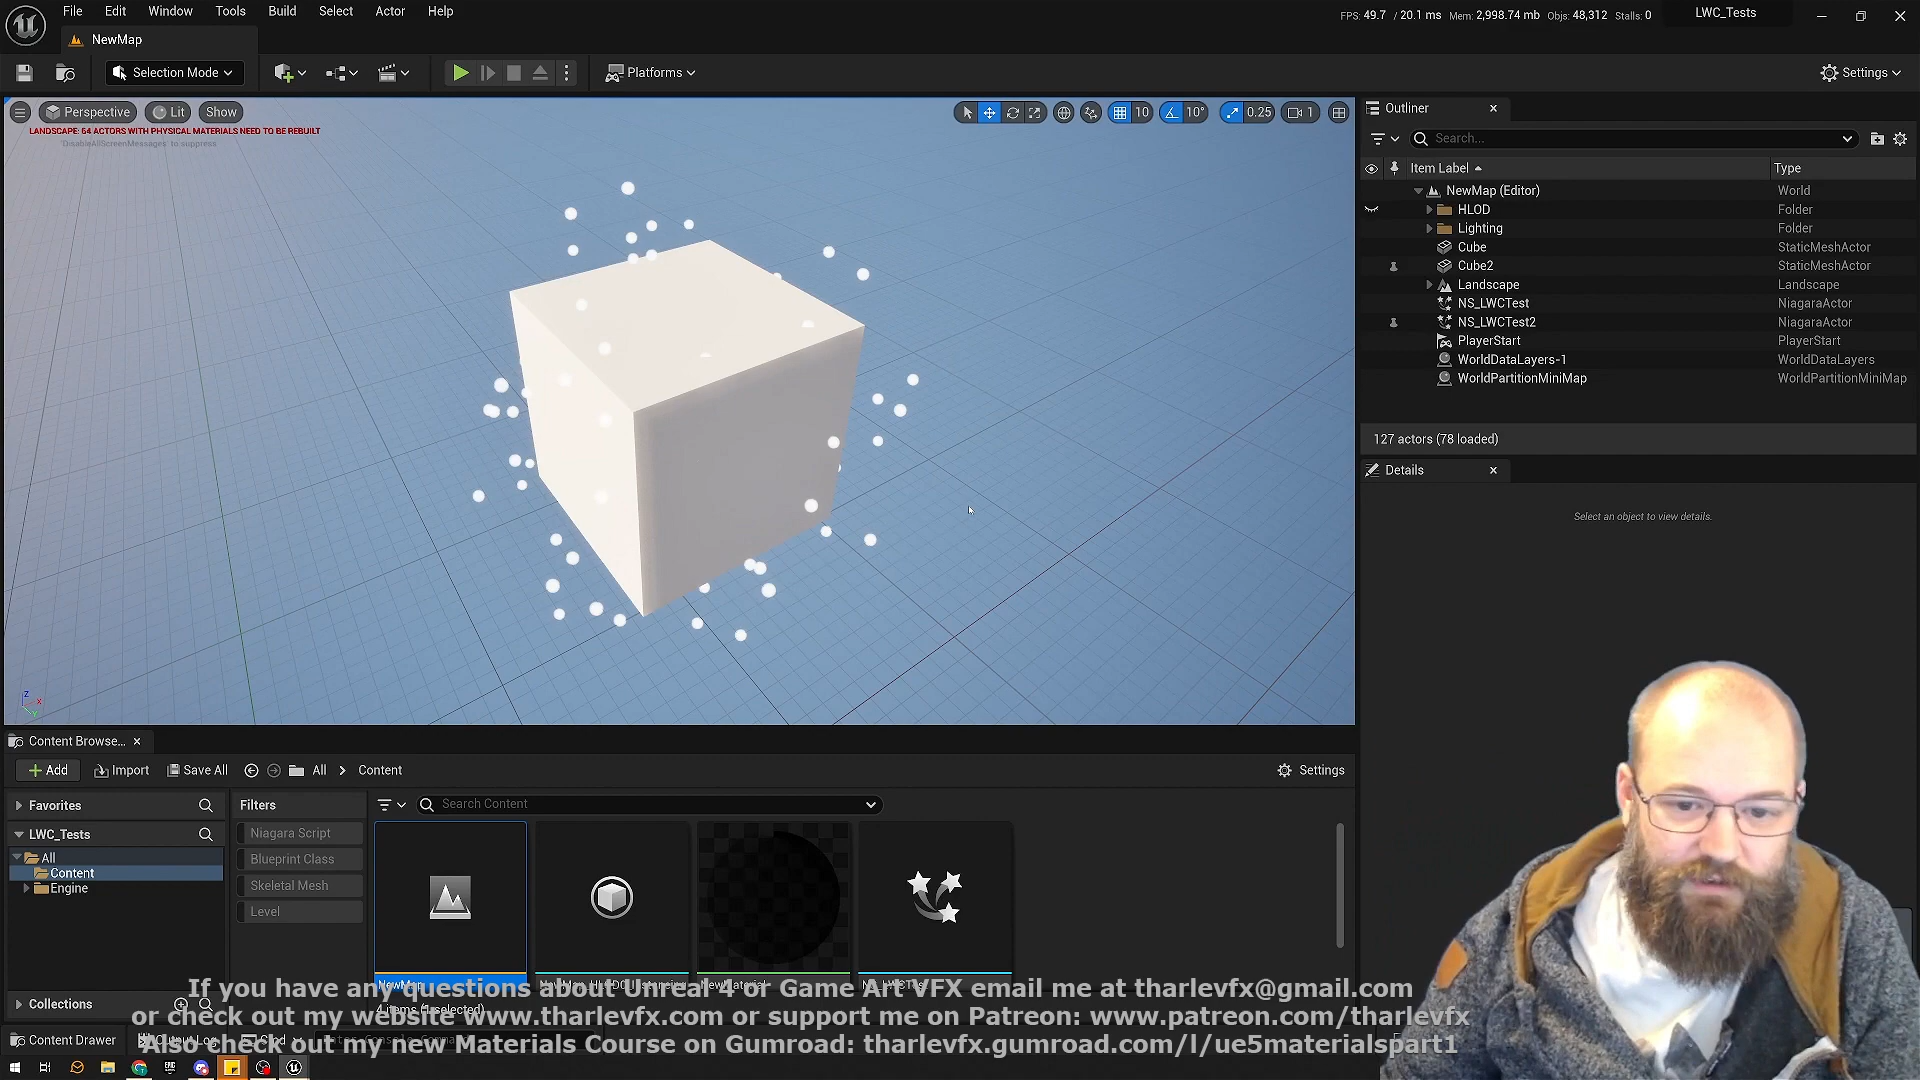 File Edit Window Tools Build Select Actor Help
FPS: 49.7 / 20.1 ms Mem: 2,998.74 mb Objs: 48,312 Stalls: 0
LWC_Tests
NewMap
Selection Mode
Platforms
Settings
Perspective
Lit
Show
10
10°
0.25
1
LANDSCAPE: 64 ACTORS WITH PHYSICAL MATERIALS NEED TO BE REBUILT
'DisableAllScreenMessages' to suppress
Z
X
Y
Outliner
Search...
Item Label Type
NewMap (Editor) World
HLOD Folder
Lighting Folder
Cube StaticMeshActor
Cube2 StaticMeshActor
Landscape Landscape
NS_LWCTest NiagaraActor
NS_LWCTest2 NiagaraActor
PlayerStart PlayerStart
WorldDataLayers-1 WorldDataLayers
WorldPartitionMiniMap WorldPartitionMiniMap
127 actors (78 loaded)
Details
Select an object to view details.
Content Browse...
Add
Import
Save All
All
Content
Settings
Favorites
LWC_Tests
All
Content
Engine
Collections
Filters
Niagara Script
Blueprint Class
Skeletal Mesh
Level
Search Content
If you have any questions about Unreal 4 or Game Art VFX email me at tharlevfx@gmail.com
or check out my website www.tharlevfx.com or support me on Patreon: www.patreon.com/tharlevfx
Also check out my new Materials Course on Gumroad: tharlevfx.gumroad.com/l/ue5materialspart1
Content Drawer